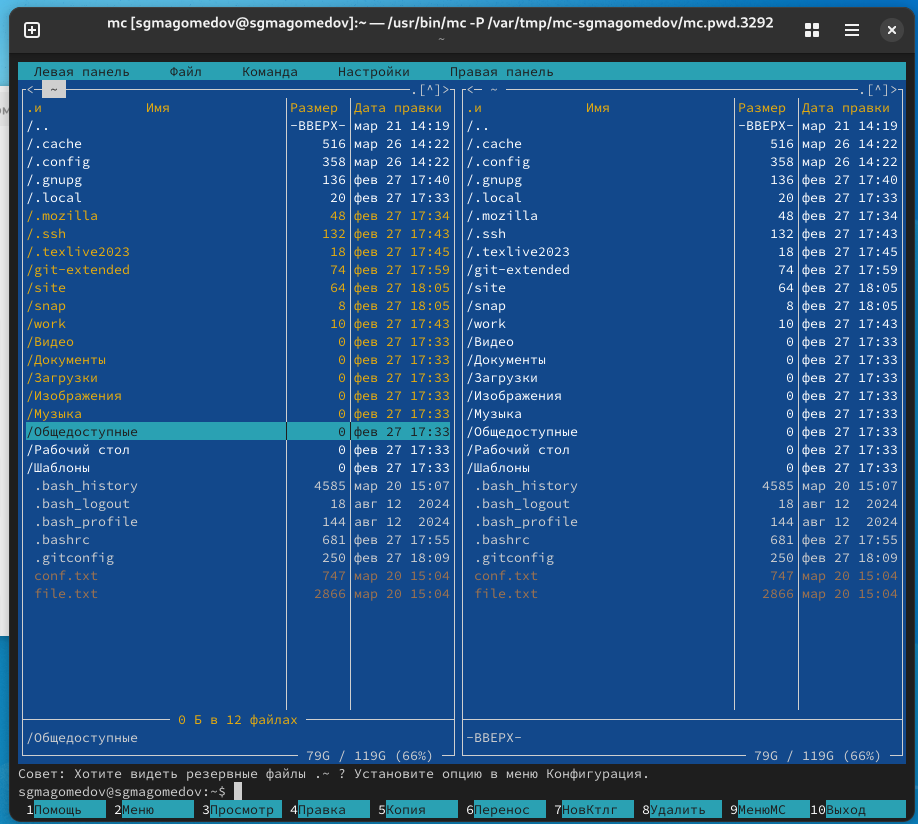 mc [sgmagomedov@sgmagomedov]:~ — /usr/bin/mc -P /var/tmp/mc-sgmagomedov/mc.pwd.3292
~
Левая панель Файл Команда Настройки Правая панель
<— ~ .[^]> <— ~ .[^]>
.и Имя Размер Дата правки .и Имя Размер Дата правки
/.. -ВВЕРХ- мар 21 14:19 /.. -ВВЕРХ- мар 21 14:19
/.cache 516 мар 26 14:22 /.cache 516 мар 26 14:22
/.config 358 мар 26 14:22 /.config 358 мар 26 14:22
/.gnupg 136 фев 27 17:40 /.gnupg 136 фев 27 17:40
/.local 20 фев 27 17:33 /.local 20 фев 27 17:33
/.mozilla 48 фев 27 17:34 /.mozilla 48 фев 27 17:34
/.ssh 132 фев 27 17:43 /.ssh 132 фев 27 17:43
/.texlive2023 18 фев 27 17:45 /.texlive2023 18 фев 27 17:45
/git-extended 74 фев 27 17:59 /git-extended 74 фев 27 17:59
/site 64 фев 27 18:05 /site 64 фев 27 18:05
/snap 8 фев 27 18:05 /snap 8 фев 27 18:05
/work 10 фев 27 17:43 /work 10 фев 27 17:43
/Видео 0 фев 27 17:33 /Видео 0 фев 27 17:33
/Документы 0 фев 27 17:33 /Документы 0 фев 27 17:33
/Загрузки 0 фев 27 17:33 /Загрузки 0 фев 27 17:33
/Изображения 0 фев 27 17:33 /Изображения 0 фев 27 17:33
/Музыка 0 фев 27 17:33 /Музыка 0 фев 27 17:33
/Общедоступные 0 фев 27 17:33 /Общедоступные 0 фев 27 17:33
/Рабочий стол 0 фев 27 17:33 /Рабочий стол 0 фев 27 17:33
/Шаблоны 0 фев 27 17:33 /Шаблоны 0 фев 27 17:33
.bash_history 4585 мар 20 15:07 .bash_history 4585 мар 20 15:07
.bash_logout 18 авг 12 2024 .bash_logout 18 авг 12 2024
.bash_profile 144 авг 12 2024 .bash_profile 144 авг 12 2024
.bashrc 681 фев 27 17:55 .bashrc 681 фев 27 17:55
.gitconfig 250 фев 27 18:09 .gitconfig 250 фев 27 18:09
conf.txt 747 мар 20 15:04 conf.txt 747 мар 20 15:04
file.txt 2866 мар 20 15:04 file.txt 2866 мар 20 15:04
0 Б в 12 файлах
/Общедоступные -ВВЕРХ-
79G / 119G (66%) 79G / 119G (66%)
Совет: Хотите видеть резервные файлы .~ ? Установите опцию в меню Конфигурация.
sgmagomedov@sgmagomedov:~$
1Помощь 2Меню 3Просмотр 4Правка 5Копия 6Перенос 7НовКтлг 8Удалить 9МенюМС 10Выход